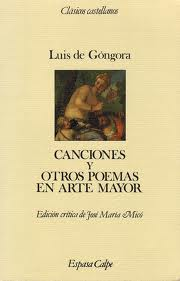 Clásicos castellanos
Luis de Góngora
CANCIONES
Y
OTROS POEMAS
EN ARTE MAYOR
Edición crítica de José María Micó
Espasa Calpe